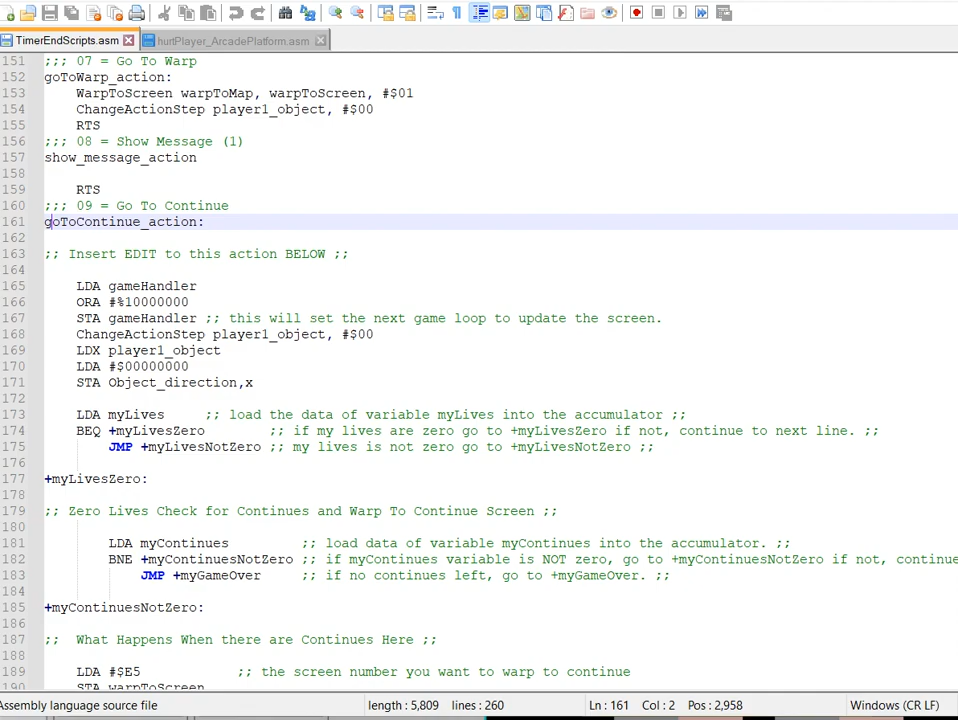 TimerEndScripts.asm
hurtPlayer_ArcadePlatform.asm
151 ;;; 07 = Go To Warp
152 goToWarp_action:
153 WarpToScreen warpToMap, warpToScreen, #$01
154 ChangeActionStep player1_object, #$00
155 RTS
156 ;;; 08 = Show Message (1)
157 show_message_action
158
159 RTS
160 ;;; 09 = Go To Continue
161 goToContinue_action:
162
163 ;; Insert EDIT to this action BELOW ;;
164
165 LDA gameHandler
166 ORA #%10000000
167 STA gameHandler ;; this will set the next game loop to update the screen.
168 ChangeActionStep player1_object, #$00
169 LDX player1_object
170 LDA #$00000000
171 STA Object_direction,x
172
173 LDA myLives ;; load the data of variable myLives into the accumulator ;;
174 BEQ +myLivesZero ;; if my lives are zero go to +myLivesZero if not, continue to next line. ;;
175 JMP +myLivesNotZero ;; my lives is not zero go to +myLivesNotZero ;;
176
177 +myLivesZero:
178
179 ;; Zero Lives Check for Continues and Warp To Continue Screen ;;
180
181 LDA myContinues ;; load data of variable myContinues into the accumulator. ;;
182 BNE +myContinuesNotZero ;; if myContinues variable is NOT zero, go to +myContinuesNotZero if not, continue
183 JMP +myGameOver ;; if no continues left, go to +myGameOver. ;;
184
185 +myContinuesNotZero:
186
187 ;; What Happens When there are Continues Here ;;
188
189 LDA #$E5 ;; the screen number you want to warp to continue
190 STA warpToScreen
Assembly language source file
length : 5,809 lines : 260
Ln : 161 Col : 2 Pos : 2,958
Windows (CR LF)